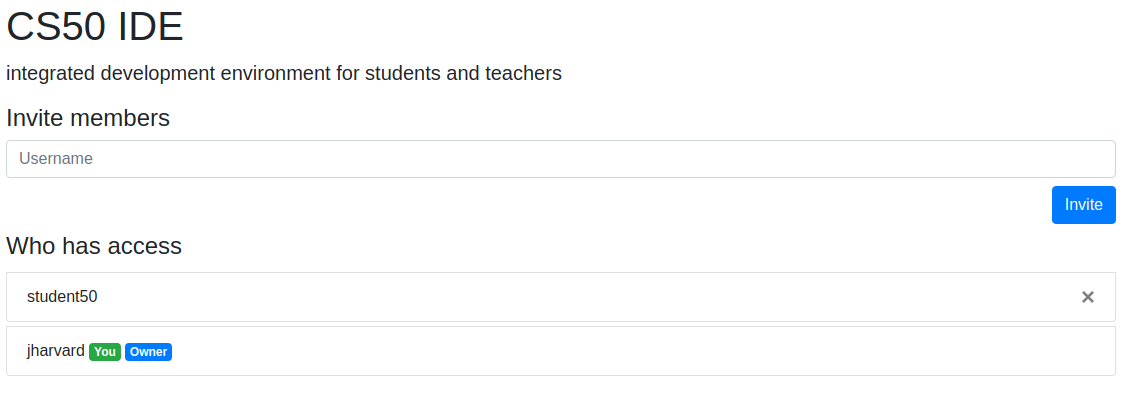 CS50 IDE
integrated development environment for students and teachers
Invite members
Username
Invite
Who has access
student50 ×
jharvard You Owner